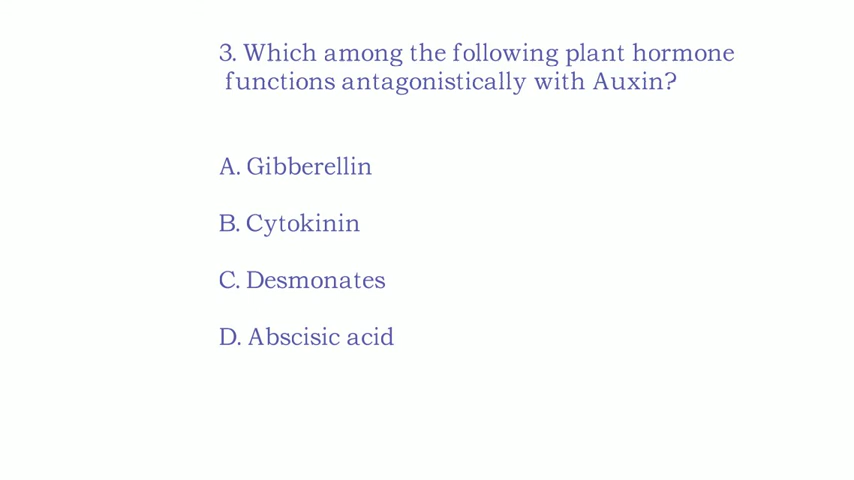 3. Which among the following plant hormone
functions antagonistically with Auxin?
A. Gibberellin
B. Cytokinin
C. Desmonates
D. Abscisic acid